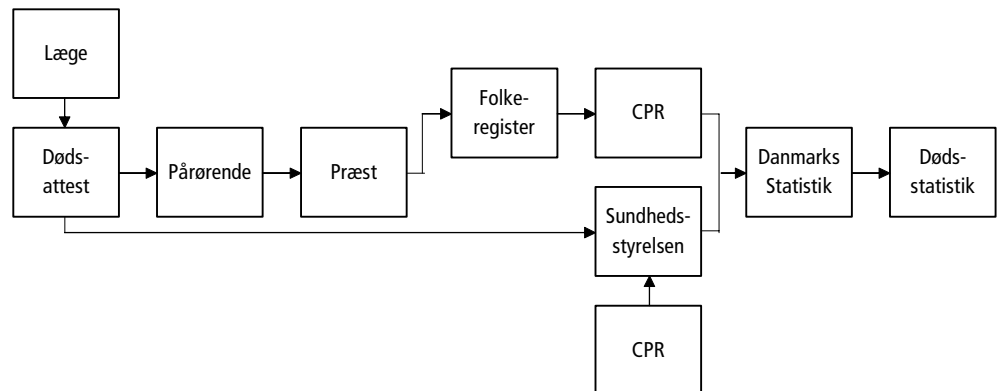 Læge
Døds-
attest
Pårørende
Præst
Folke-
register
CPR
Sundheds-
styrelsen
CPR
Danmarks
Statistik
Døds-
statistik